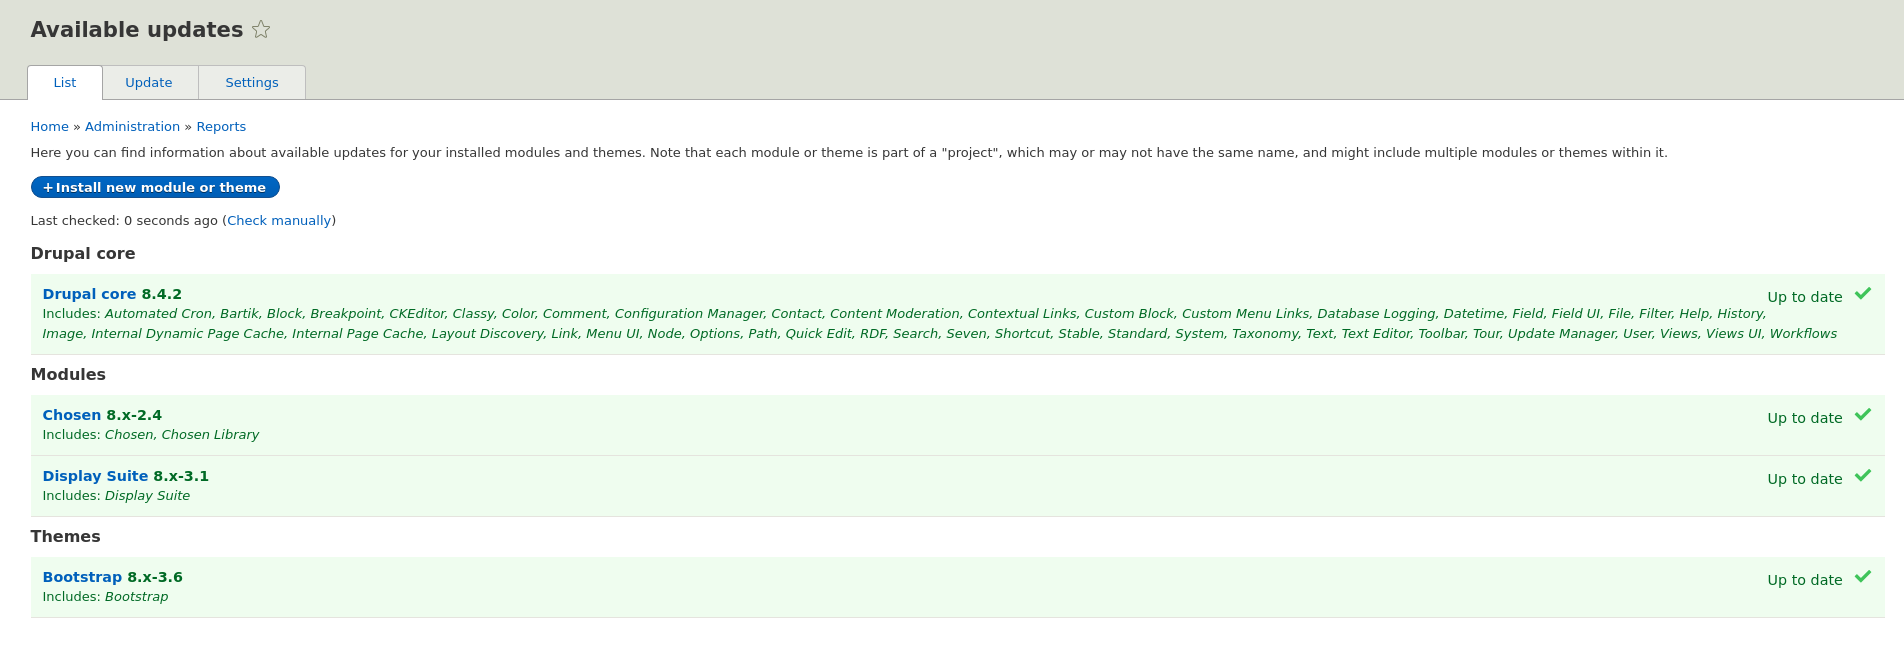 Available updates
List
Update
Settings
Home » Administration » Reports
Here you can find information about available updates for your installed modules and themes. Note that each module or theme is part of a "project", which may or may not have the same name, and might include multiple modules or themes within it.
+Install new module or theme
Last checked: 0 seconds ago (Check manually)
Drupal core
Drupal core 8.4.2
Up to date
Includes: Automated Cron, Bartik, Block, Breakpoint, CKEditor, Classy, Color, Comment, Configuration Manager, Contact, Content Moderation, Contextual Links, Custom Block, Custom Menu Links, Database Logging, Datetime, Field, Field UI, File, Filter, Help, History,
Image, Internal Dynamic Page Cache, Internal Page Cache, Layout Discovery, Link, Menu UI, Node, Options, Path, Quick Edit, RDF, Search, Seven, Shortcut, Stable, Standard, System, Taxonomy, Text, Text Editor, Toolbar, Tour, Update Manager, User, Views, Views UI, Workflows
Modules
Chosen 8.x-2.4
Up to date
Includes: Chosen, Chosen Library
Display Suite 8.x-3.1
Up to date
Includes: Display Suite
Themes
Bootstrap 8.x-3.6
Up to date
Includes: Bootstrap